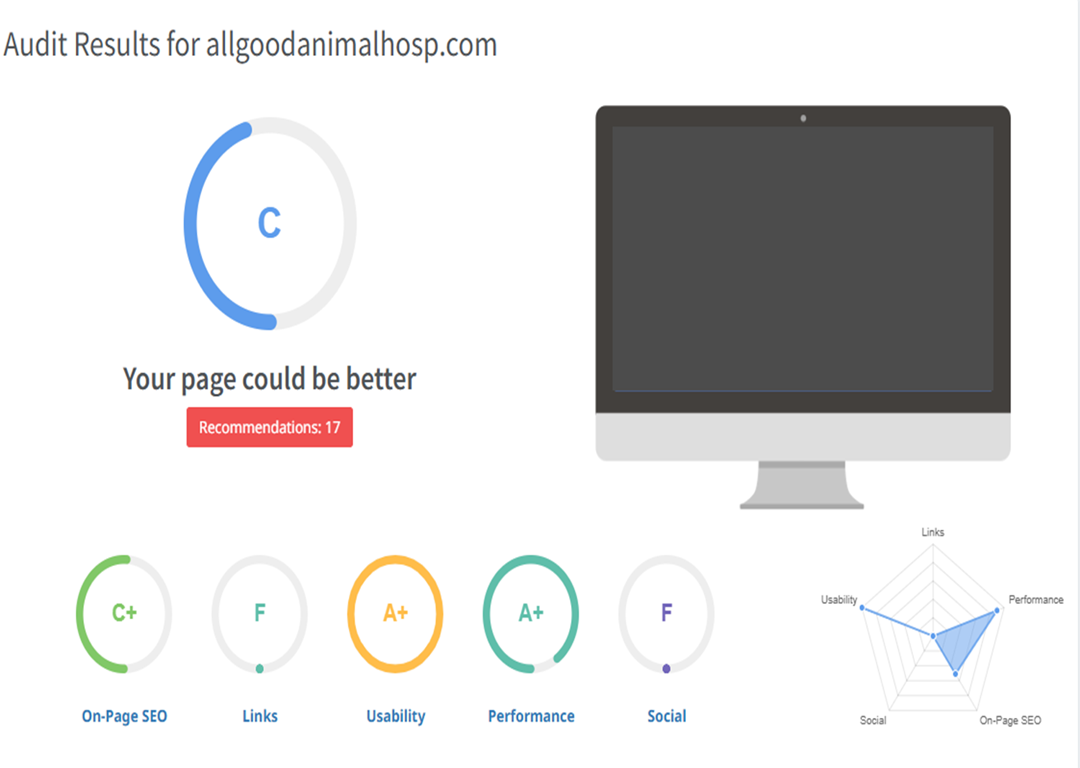 Audit Results for allgoodanimalhosp.com
C
Your page could be better
Recommendations: 17
C+
F
A+
A+
F
On-Page SEO
Links
Usability
Performance
Social
Links
Usability
Performance
Social
On-Page SEO